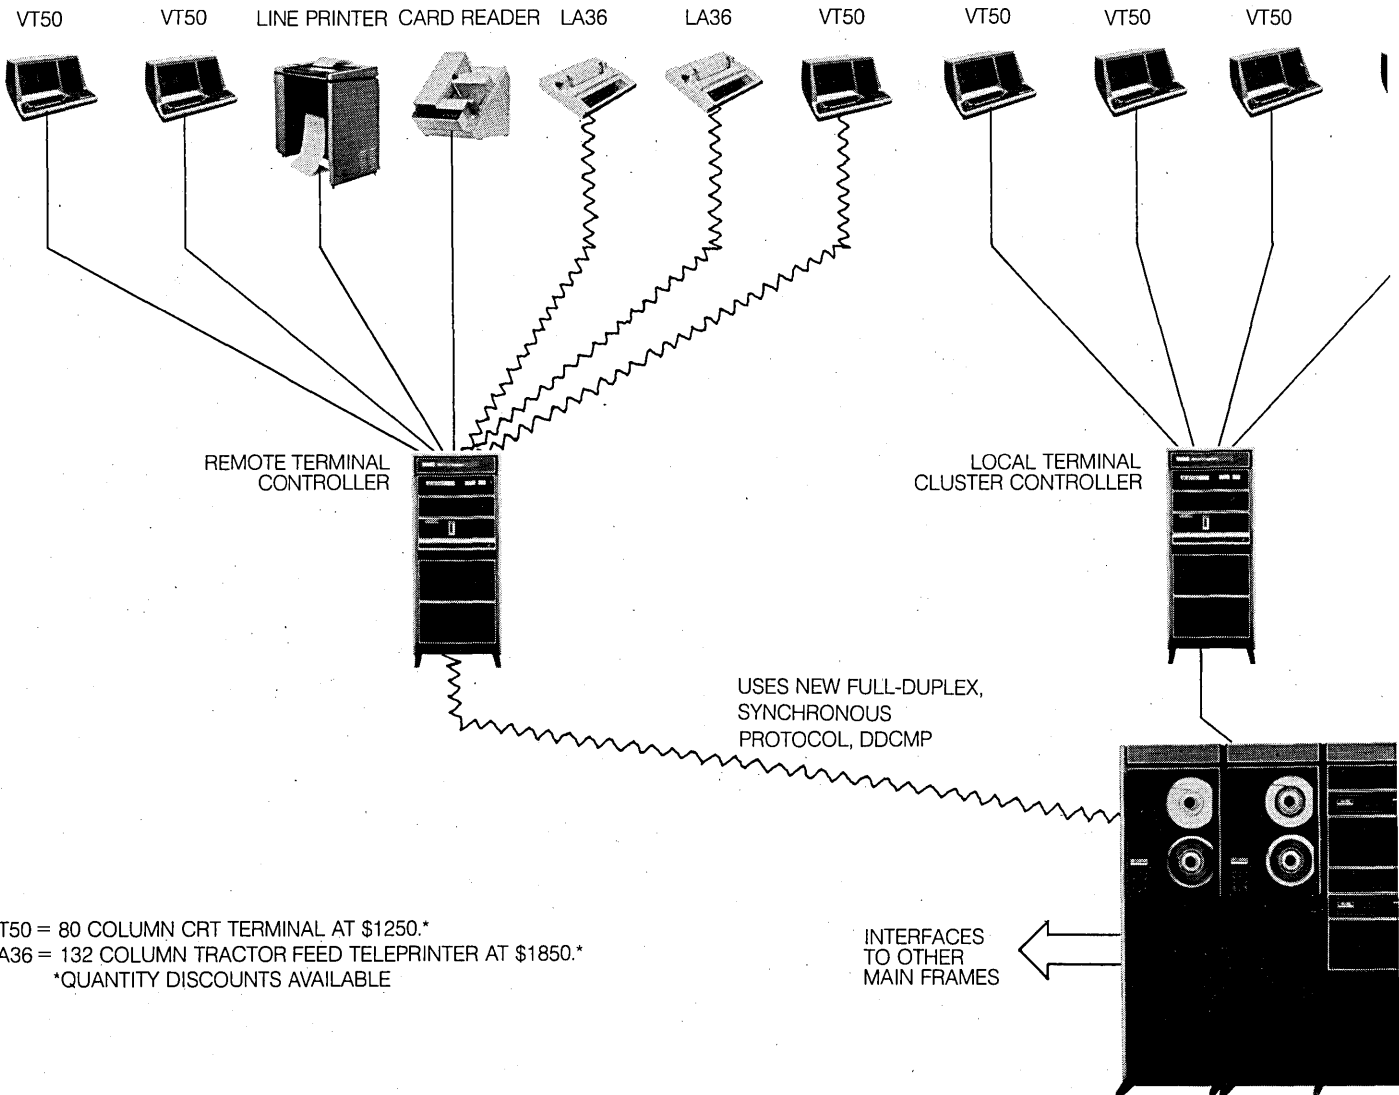 VT50 VT50 LINE PRINTER CARD READER LA36 LA36 VT50 VT50 VT50 VT50
REMOTE TERMINAL
CONTROLLER
LOCAL TERMINAL
CLUSTER CONTROLLER
USES NEW FULL-DUPLEX,
SYNCHRONOUS
PROTOCOL, DDCMP
T50 = 80 COLUMN CRT TERMINAL AT $1250.*
A36 = 132 COLUMN TRACTOR FEED TELEPRINTER AT $1850.*
*QUANTITY DISCOUNTS AVAILABLE
INTERFACES
TO OTHER
MAIN FRAMES